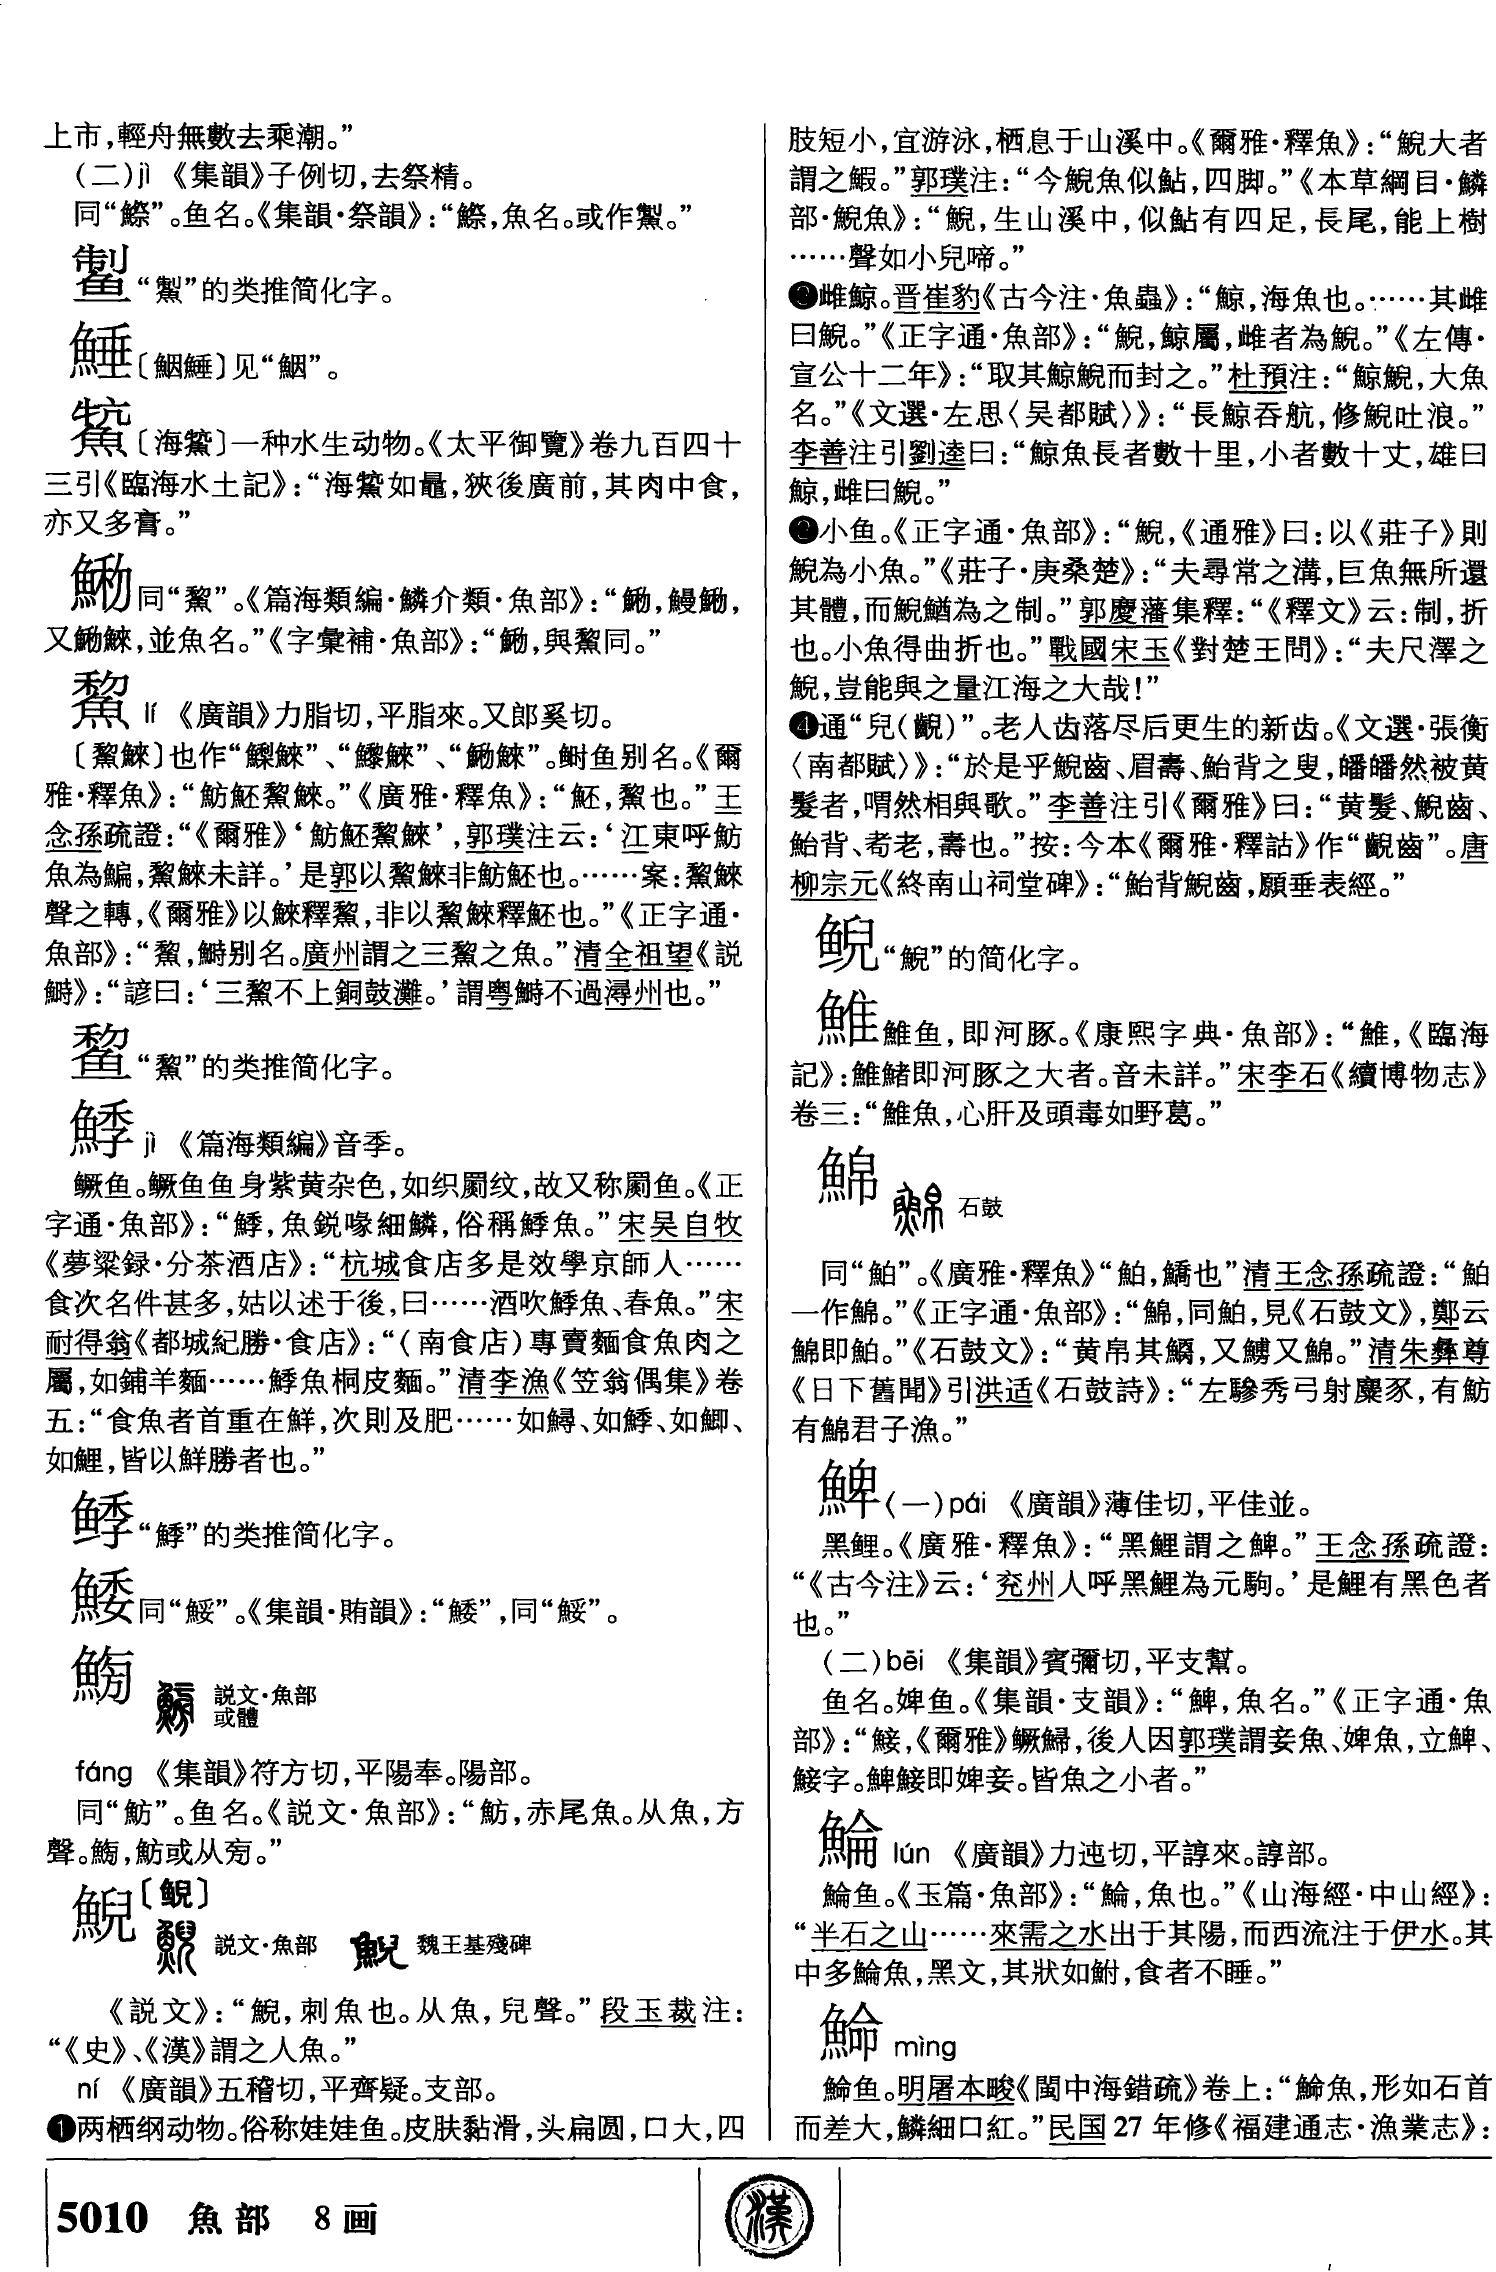 上市，輕舟無數去乘潮。”
(二)jì 《集韻》子例切，去祭精。
同“鰶”。鱼名。《集韻·祭韻》：“鰶，魚名。或作鮆。”
“䱥”的类推简化字。
〔鮂䱜〕见“鮂”。
〔海䱴〕一种水生动物。《太平御覽》卷九百四十
三引《臨海水土記》：“海䱴如黽，狹後廣前，其肉中食，
亦又多膏。”
同“鯬”。《篇海類編·鱗介類·魚部》：“䱘，鰻䱘，
又䱘鯠，並魚名。”《字彙補·魚部》：“䱘，與鯬同。”
鯬 lí 《廣韻》力脂切，平脂來。又郎奚切。
〔鯬鯠〕也作“鰳鯠”、“鱺鯠”、“䱘鯠”。鲥鱼别名。《爾
雅·釋魚》：“魴魾鯬鯠。”《廣雅·釋魚》：“魾，鯬也。”王
念孫疏證：“《爾雅》‘魴魾鯬鯠’，郭璞注云：‘江東呼魴
魚為鯿，鯬鯠未詳。’是郭以鯬鯠非魴魾也。……案：鯬鯠
聲之轉，《爾雅》以鯠釋鯬，非以鯬鯠釋魾也。”《正字通·
魚部》：“鯬，鰣别名。廣州謂之三鯬之魚。”清全祖望《説
鰣》：“諺曰：‘三鯬不上銅鼓灘。’謂粤鰣不過潯州也。”
“鯬”的类推简化字。
鯚 jì 《篇海類編》音季。
鳜鱼。鳜鱼鱼身紫黄杂色，如织罽纹，故又称罽鱼。《正
字通·魚部》：“鯚，魚鋭喙細鱗，俗稱鯚魚。”宋吴自牧
《夢粱録·分茶酒店》：“杭城食店多是效學京師人……
食次名件甚多，姑以述于後，曰……酒吹鯚魚、春魚。”宋
耐得翁《都城紀勝·食店》：“（南食店）專賣麵食魚肉之
屬，如鋪羊麵……鯚魚桐皮麵。”清李漁《笠翁偶集》卷
五：“食魚者首重在鮮，次則及肥……如鱘、如鯚、如鯽、
如鯉，皆以鮮勝者也。”
“鯚”的类推简化字。
鯘同“鮾”。《集韻·賄韻》：“鯘”，同“鮾”。
説文·魚部
或體
fáng 《集韻》符方切，平陽奉。陽部。
同“魴”。鱼名。《説文·魚部》：“魴，赤尾魚。从魚，方
聲。䲊，魴或从㫄。”
鯢〔鲵〕
説文·魚部 魏王基殘碑
《説文》：“鯢，刺魚也。从魚，兒聲。”段玉裁注：
“《史》、《漢》謂之人魚。”
ní 《廣韻》五稽切，平齊疑。支部。
❶两栖纲动物。俗称娃娃鱼。皮肤黏滑，头扁圆，口大，四
肢短小，宜游泳，栖息于山溪中。《爾雅·釋魚》：“鯢大者
謂之鰕。”郭璞注：“今鯢魚似鮎，四脚。”《本草綱目·鱗
部·鯢魚》：“鯢，生山溪中，似鮎有四足，長尾，能上樹
……聲如小兒啼。”
❷雌鲸。晋崔豹《古今注·魚蟲》：“鯨，海魚也。……其雌
曰鯢。”《正字通·魚部》：“鯢，鯨屬，雌者為鯢。”《左傳·
宣公十二年》：“取其鯨鯢而封之。”杜預注：“鯨鯢，大魚
名。”《文選·左思〈吴都賦〉》：“長鯨吞航，修鯢吐浪。”
李善注引劉逵曰：“鯨魚長者數十里，小者數十丈，雄曰
鯨，雌曰鯢。”
❸小鱼。《正字通·魚部》：“鯢，《通雅》曰：以《莊子》則
鯢為小魚。”《莊子·庚桑楚》：“夫尋常之溝，巨魚無所還
其體，而鯢鰌為之制。”郭慶藩集釋：“《釋文》云：制，折
也。小魚得曲折也。”戰國宋玉《對楚王問》：“夫尺澤之
鯢，豈能與之量江海之大哉！”
❹通“兒(齯)”。老人齿落尽后更生的新齿。《文選·張衡
〈南都賦〉》：“於是乎鯢齒、眉壽、鮐背之叟，皤皤然被黄
髮者，喟然相與歌。”李善注引《爾雅》曰：“黄髮、鯢齒、
鮐背、耇老，壽也。”按：今本《爾雅·釋詁》作“齯齒”。唐
柳宗元《終南山祠堂碑》：“鮐背鯢齒，願垂表經。”
鲵“鯢”的简化字。
鯡鱼，即河豚。《康熙字典·魚部》：“䱦，《臨海
記》：䱦鯺即河豚之大者。音未詳。”宋李石《續博物志》
卷三：“䱦魚，心肝及頭毒如野葛。”
石鼓
同“鮊”。《廣雅·釋魚》“鮊，鱎也”清王念孫疏證：“鮊
一作鯾。”《正字通·魚部》：“䱤，同鮊，見《石鼓文》，鄭云
䱤即鮊。”《石鼓文》：“黄帛其鯿，又鰟又䱤。”清朱彝尊
《日下舊聞》引洪适《石鼓詩》：“左驂秀弓射麋豕，有魴
有䱤君子漁。”
䱝(一)pái 《廣韻》薄佳切，平佳並。
黑鲤。《廣雅·釋魚》：“黑鯉謂之䱝。”王念孫疏證：
“《古今注》云：‘兖州人呼黑鯉為元駒。’是鯉有黑色者
也。”
(二)bēi 《集韻》賓彌切，平支幫。
鱼名。婢鱼。《集韻·支韻》：“䱝，魚名。”《正字通·魚
部》：“鯜，《爾雅》鱖鯞，後人因郭璞謂妾魚、婢魚，立䱝、
鯜字。䱝鯜即婢妾。皆魚之小者。”
鯩 lún 《廣韻》力迍切，平諄來。諄部。
鯩鱼。《玉篇·魚部》：“鯩，魚也。”《山海經·中山經》：
“半石之山……來需之水出于其陽，而西流注于伊水。其
中多鯩魚，黑文，其狀如鮒，食者不睡。”
mìng
䱟鱼。明屠本畯《閩中海錯疏》卷上：“䱟魚，形如石首
而差大，鱗細口紅。”民国27年修《福建通志·漁業志》：
5010 魚部 8画
漢